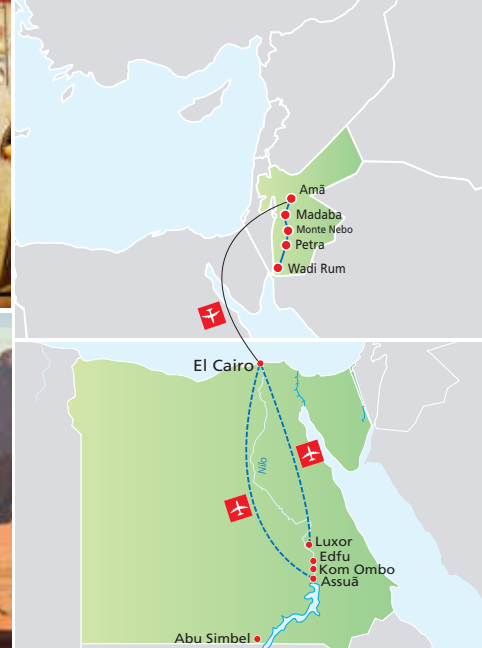 Amã
Madaba
Monte Nebo
Petra
Wadi Rum
El Cairo
Nilo
Luxor
Edfu
Kom Ombo
Assuã
Abu Simbel